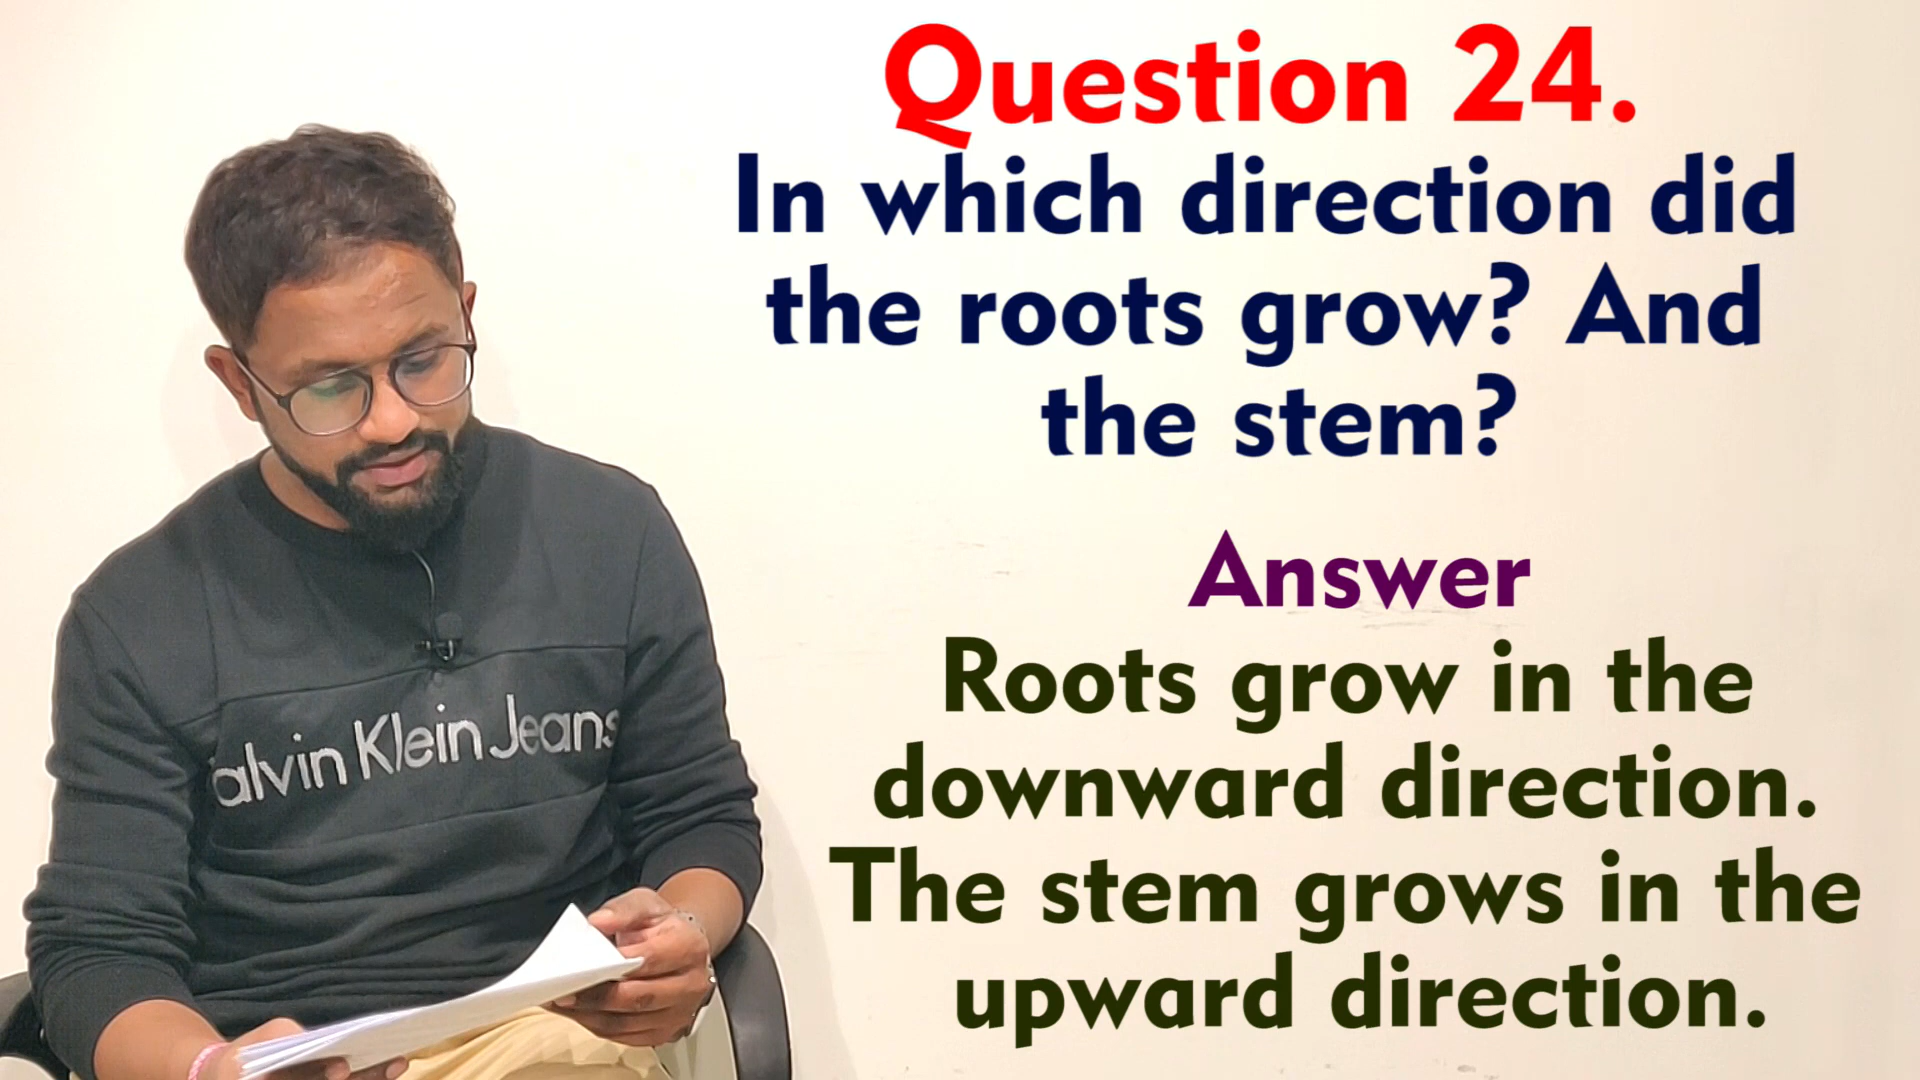 Question 24.
In which direction did
the roots grow? And
the stem?
Answer
Roots grow in the
downward direction.
The stem grows in the
upward direction.
alvin Klein Jeans